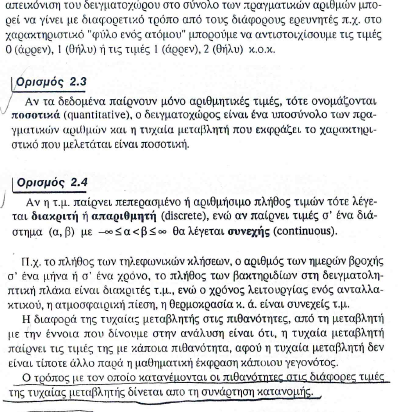 απεικόνιση του δειγματοχώρου στο σύνολο των πραγματικών αριθμών μπο-
ρεί να γίνει με διαφορετικό τρόπο από τους διάφορους ερευνητές π.χ. στο
χαρακτηριστικό "φύλο ενός ατόμου" μπορούμε να αντιστοιχίσουμε τις τιμές
0 (άρρεν), 1 (θήλυ) ή τις τιμές 1 (άρρεν), 2 (θήλυ) κ.ο.κ.
Ορισμός 2.3
Αν τα δεδομένα παίρνουν μόνο αριθμητικές τιμές, τότε ονομάζονται
ποσοτικά (quantitative), ο δειγματοχώρος είναι ένα υποσύνολο των πρα-
γματικών αριθμών και η τυχαία μεταβλητή που εκφράζει το χαρακτηρι-
στικό που μελετάται είναι ποσοτική.
Ορισμός 2.4
Αν η τ.μ. παίρνει πεπερασμένο ή αριθμήσιμο πλήθος τιμών τότε λέγε-
ται διακριτή ή απαριθμητή (discrete), ενώ αν παίρνει τιμές σ' ένα διά-
στημα (α, β) με -∞≤α<β≤∞ θα λέγεται συνεχής (continuous).
Π.χ. το πλήθος των τηλεφωνικών κλήσεων, ο αριθμός των ημερών βροχής
σ' ένα μήνα ή σ' ένα χρόνο, το πλήθος των βακτηριδίων στη δειγματολη-
πτική πλάκα είναι διακριτές τ.μ., ενώ ο χρόνος λειτουργίας ενός ανταλλα-
κτικού, η ατμοσφαιρική πίεση, η θερμοκρασία κ. ά. είναι συνεχείς τ.μ.
Η διαφορά της τυχαίας μεταβλητής στις πιθανότητες, από τη μεταβλητή
με την έννοια που δίνουμε στην ανάλυση είναι ότι, η τυχαία μεταβλητή
παίρνει τις τιμές της με κάποια πιθανότητα, αφού η τυχαία μεταβλητή δεν
είναι τίποτε άλλο παρά η μαθηματική έκφραση κάποιου γεγονότος.
Ο τρόπος με τον οποίο κατανέμονται οι πιθανότητες στις διάφορες τιμές
της τυχαίας μεταβλητής δίνεται απο τη συνάρτηση κατανομής.